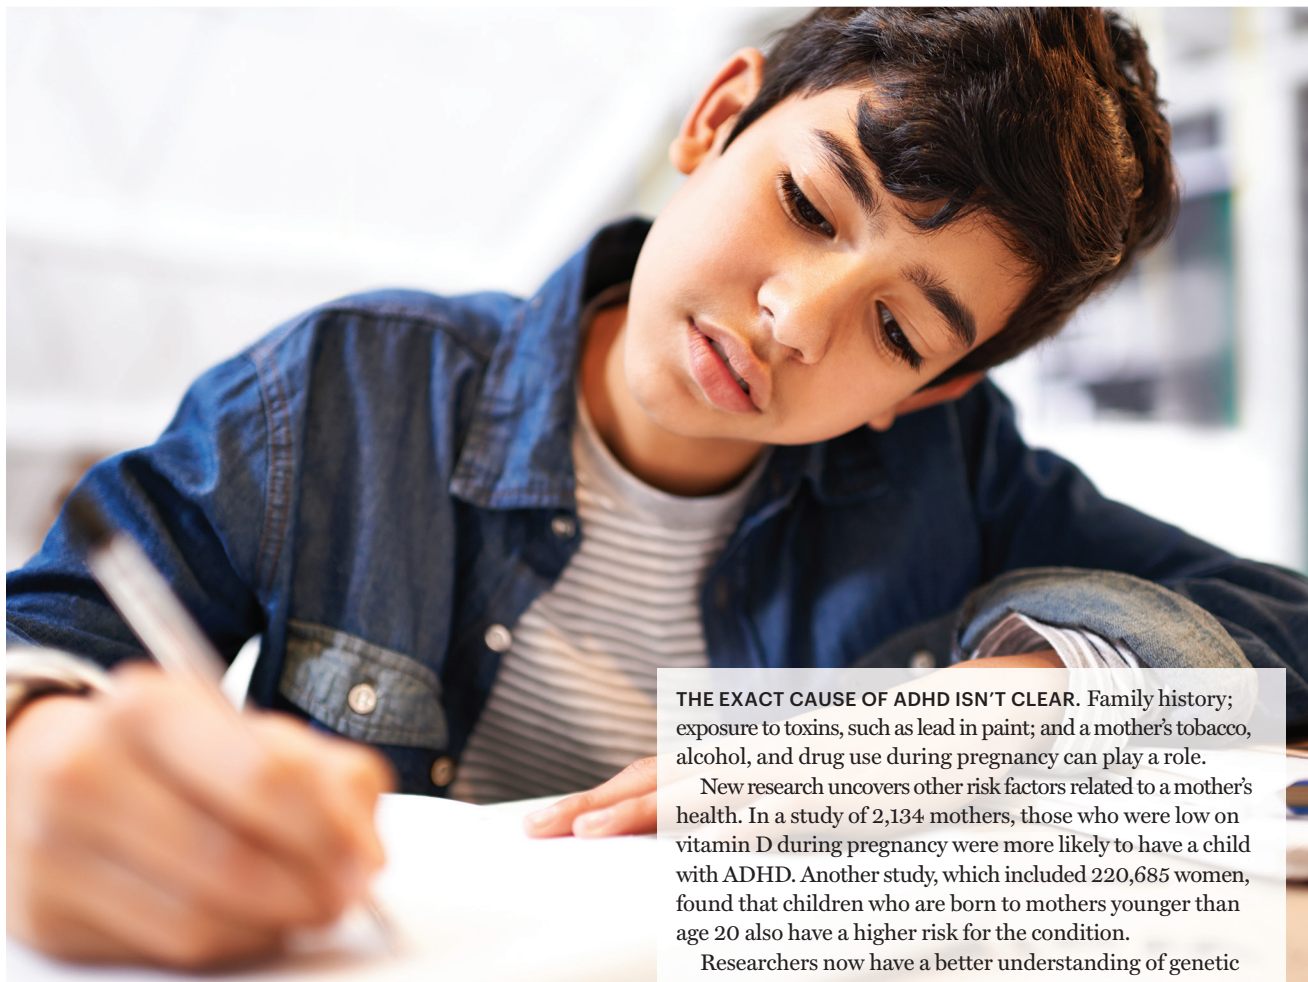 THE EXACT CAUSE OF ADHD ISN’T CLEAR. Family history;
exposure to toxins, such as lead in paint; and a mother’s tobacco,
alcohol, and drug use during pregnancy can play a role.
New research uncovers other risk factors related to a mother’s
health. In a study of 2,134 mothers, those who were low on
vitamin D during pregnancy were more likely to have a child
with ADHD. Another study, which included 220,685 women,
found that children who are born to mothers younger than
age 20 also have a higher risk for the condition.
Researchers now have a better understanding of genetic